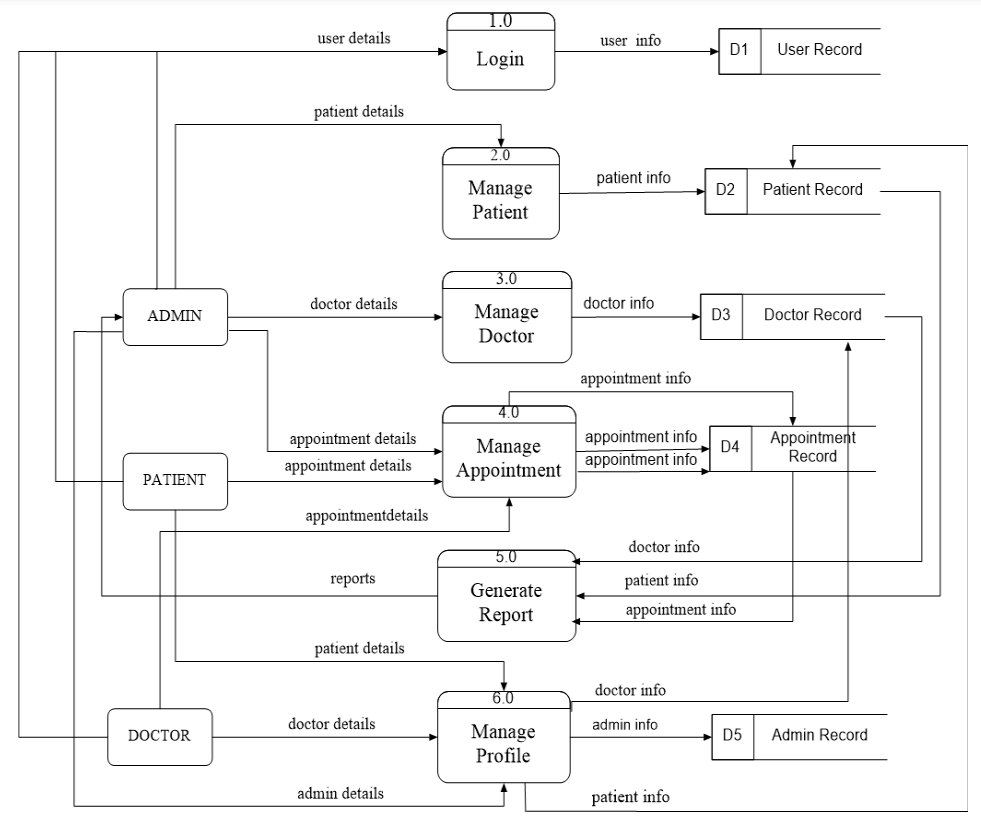 1.0
user details
user info
Login
D1
User Record
patient details
2.0
patient info
Manage
Patient
D2
Patient Record
3.0
doctor details
doctor info
ADMIN
Manage
Doctor
D3
Doctor Record
appointment info
4.0
appointment details
appointment info
Manage
Appointment
D4
Appointment
Record
appointment details
appointment info
PATIENT
appointmentdetails
doctor info
5.0
reports
patient info
Generate
Report
appointment info
patient details
doctor info
6.0
doctor details
admin info
DOCTOR
Manage
Profile
D5
Admin Record
admin details
patient info